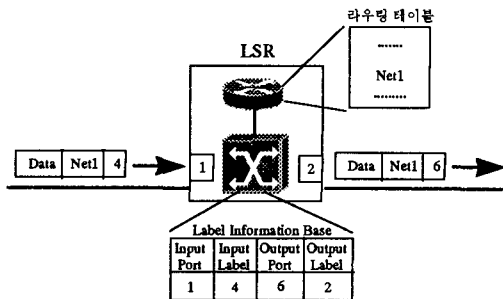 라우팅 테이블
LSR
.......
Net1
.........
Data Net1 4
1
2
Data Net1 6
Label Information Base
Input Port Input Label Output Port Output Label
1 4 6 2